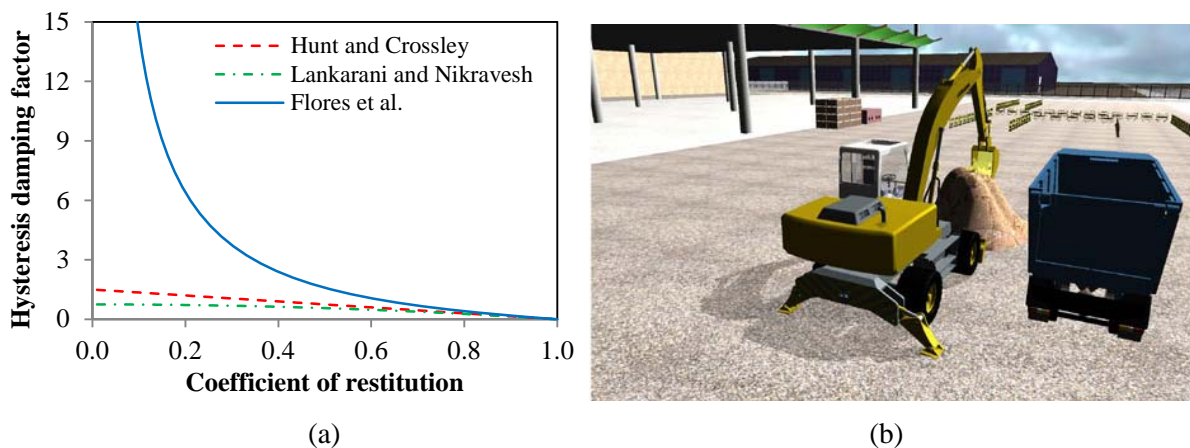 15
12
9
6
3
0
Hysteresis damping factor
Hunt and Crossley
Lankarani and Nikravesh
Flores et al.
0.0 0.2 0.4 0.6 0.8 1.0
Coefficient of restitution
(a)
(b)